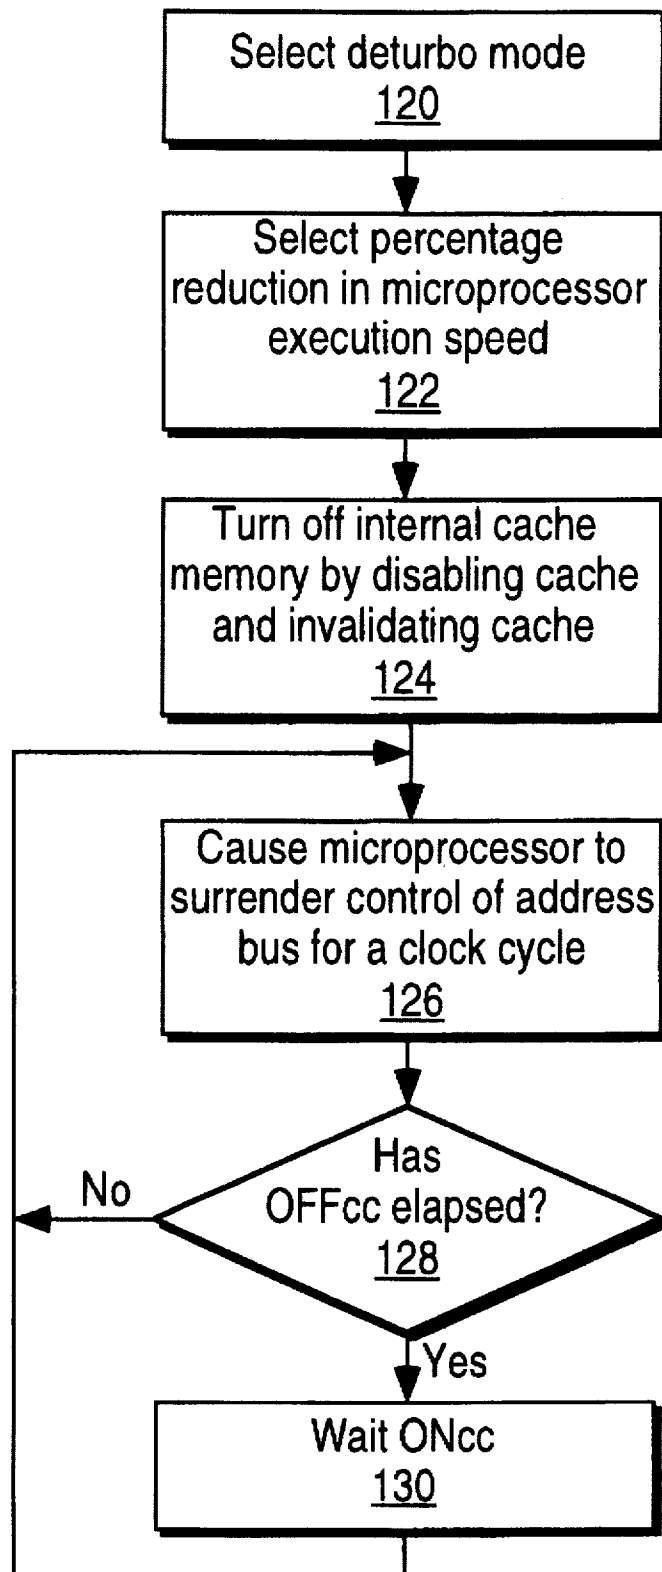 Select deturbo mode
120
Select percentage
reduction in microprocessor
execution speed
122
Turn off internal cache
memory by disabling cache
and invalidating cache
124
Cause microprocessor to
surrender control of address
bus for a clock cycle
126
Has
OFFcc elapsed?
128
No
Yes
Wait ONcc
130